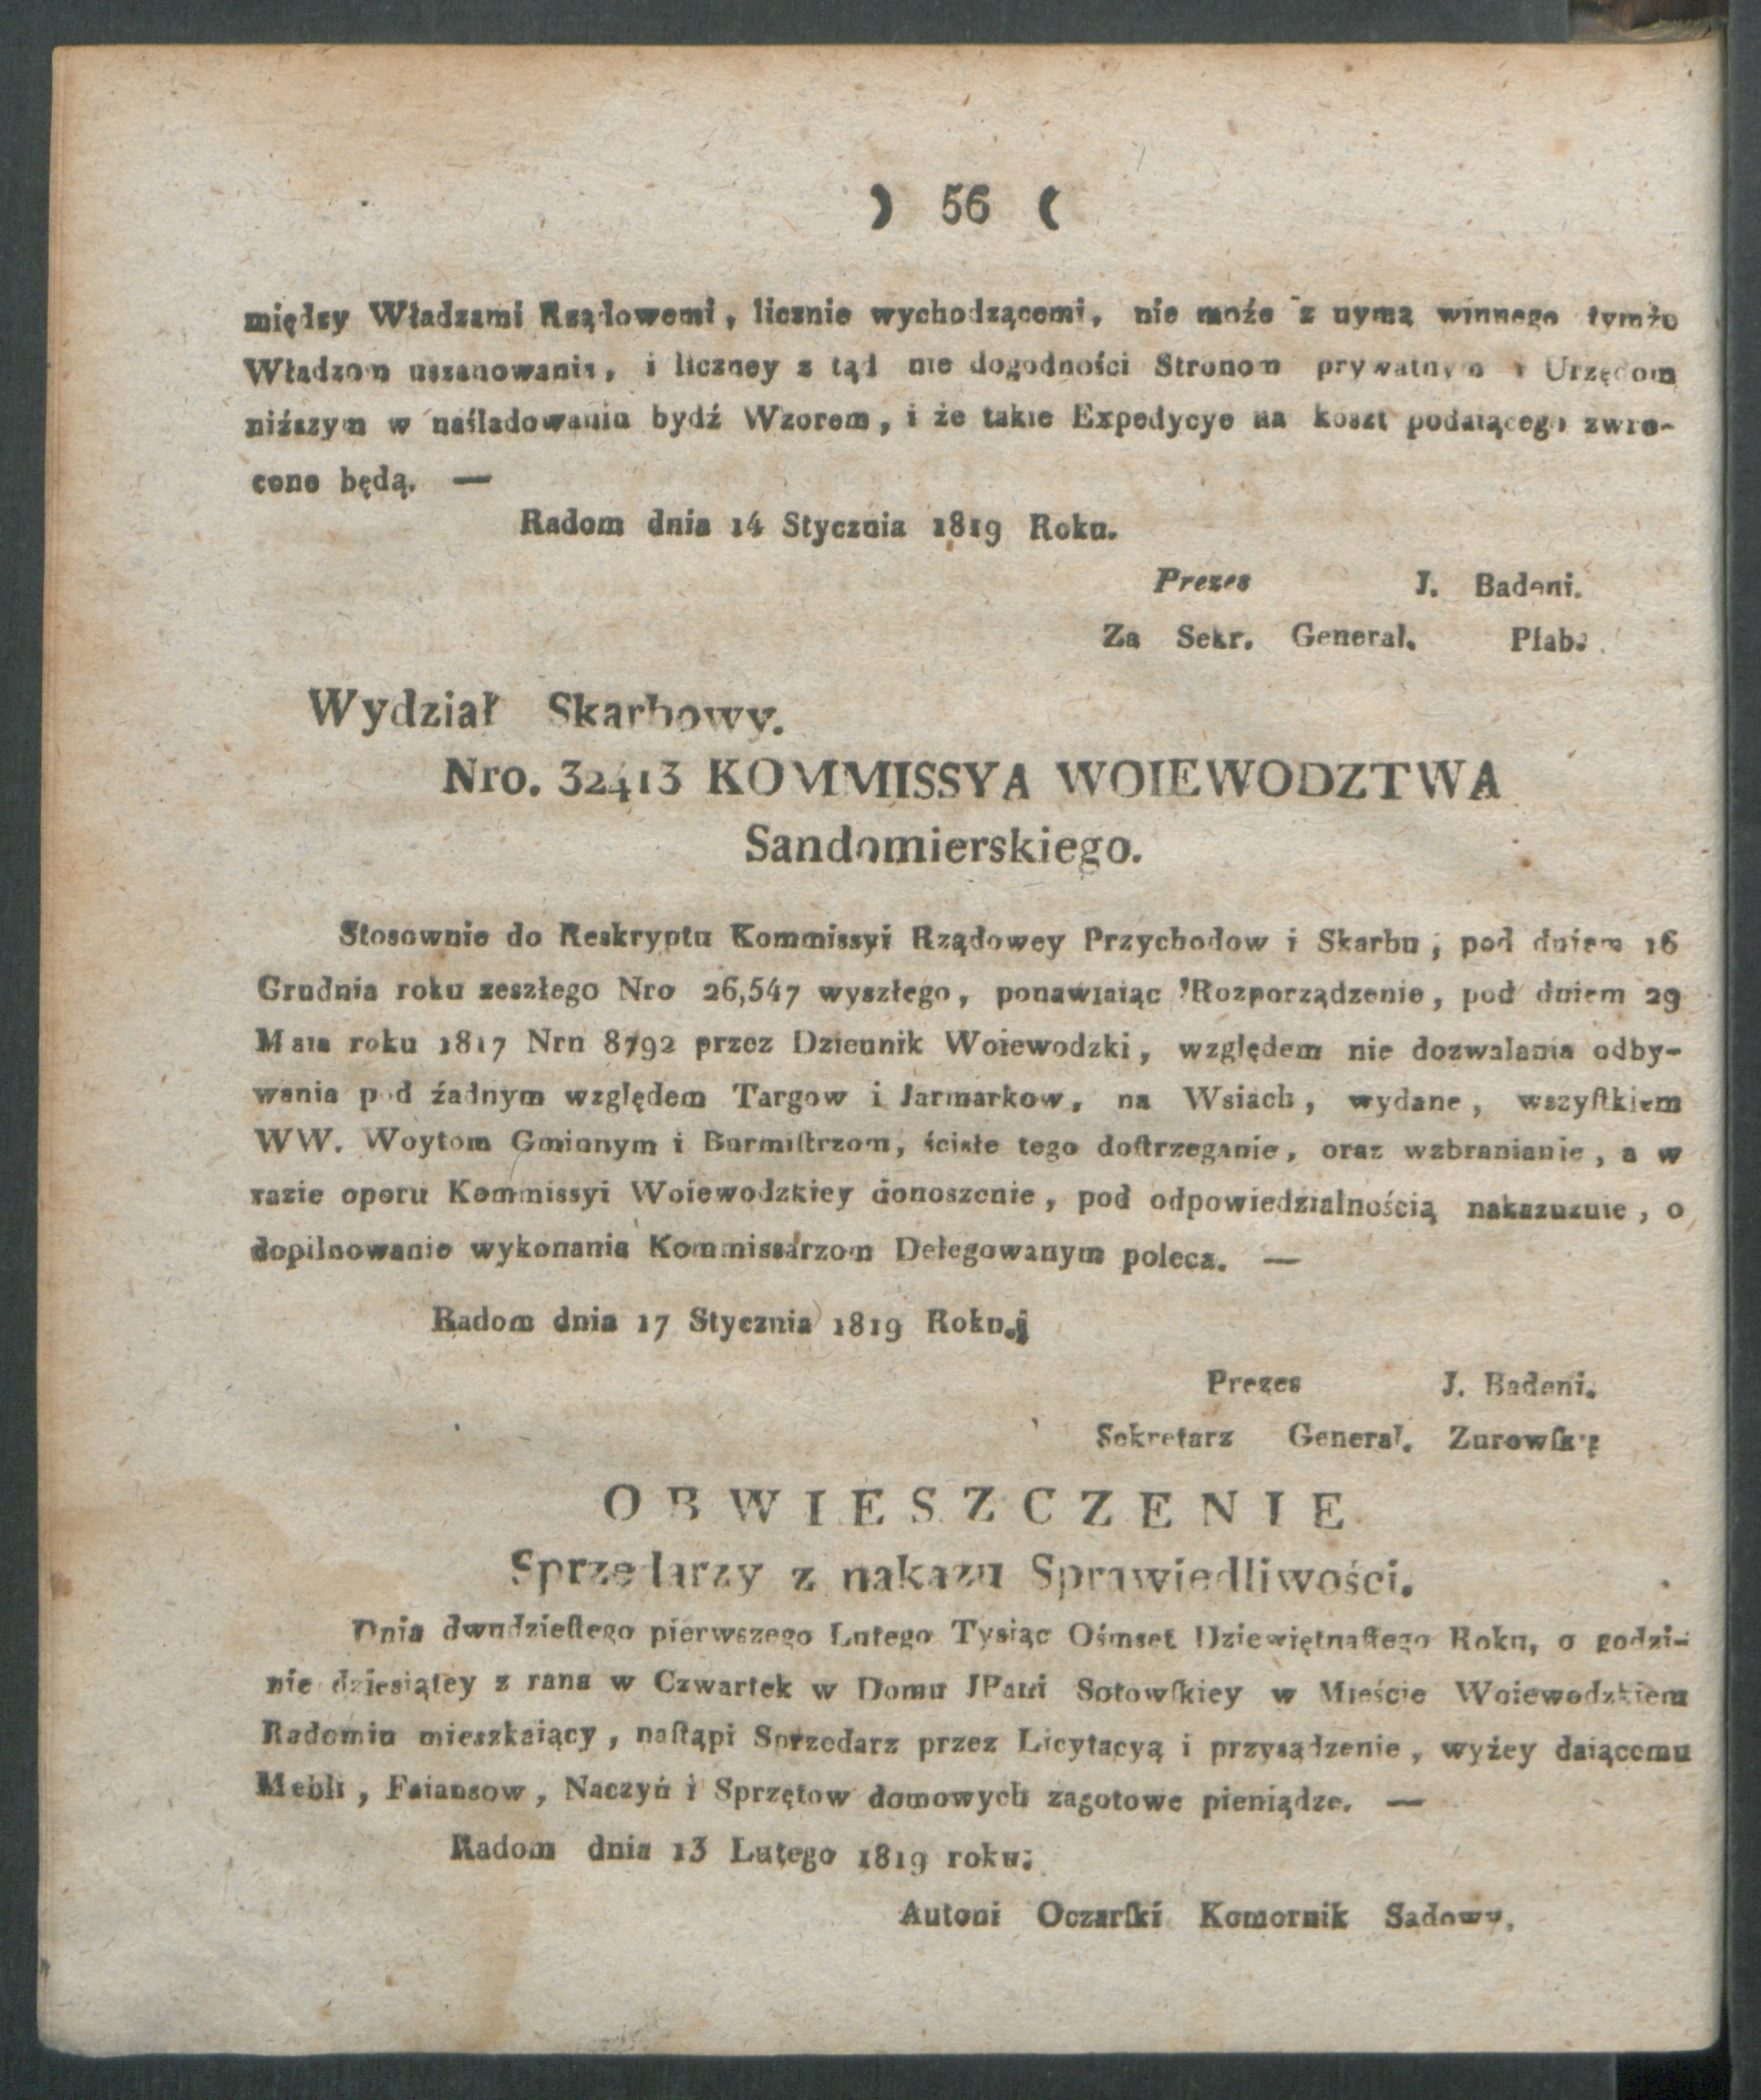 ) 56 (
między Władzami Rządowemi, licznie wychodzącemi, nie może z uymą winnego tymże
Władzom uszanowania, i liczney z tąd nie dogodności Stronom prywatnym i Urzędom
niższym w naśladowaniu bydź Wzorem, i że takie Expedycye na koszt podaiącego zwro-
cone będą. —
Radom dnia 14 Stycznia 1819 Roku.
Prezes J. Badeni.
Za Sekr. General. Piab.
Wydział Skarbowy.
Nro. 32413 KOMMISSYA WOIEWODZTWA
Sandomierskiego.
Stosownie do Reskryptu Kommissyi Rządowey Przychodow i Skarbu, pod dniem 16
Grudnia roku zeszłego Nro 26,547 wyszłego, ponawiaiąc Rozporządzenie, pod dniem 29
Maia roku 1817 Nrn 8792 przez Dziennik Woiewodzki, względem nie dozwalania odby-
wania pod żadnym względem Targow i Jarmarkow, na Wsiach, wydane, wszyſtkiem
WW. Woytom Gminnym i Burmiſtrzom, ścisłe tego doſtrzeganie, oraz wzbranianie, a w
razie oporu Kommissyi Woiewodzkiey donoszenie, pod odpowiedzialnością nakazuzuie, o
dopilnowanie wykonania Kommissarzom Delegowanym poleca. —
Radom dnia 17 Stycznia 1819 Roku.
Prezes J. Badeni.
Sekretarz General. Zurowſki
OBWIESZCZENIE
Sprzedarzy z nakazu Sprawiedliwości.
Dnia dwudzieſtego pierwszego Lutego Tysiąc Ośmset Dziewiętnaſtego Roku, o godzi-
nie dziesiątey z rana w Czwartek w Domu JPani Sotowſkiey w Mieście Woiewodzkiem
Radomiu mieszkaiący, naſtąpi Sprzedarz przez Licytacyą i przysądzenie, wyżey daiącemu
Mebli, Faiansow, Naczyń i Sprzętow domowych zagotowe pieniądze. —
Radom dnia 13 Lutego 1819 roku.
Antoni Oczarſki Komornik Sadowy.